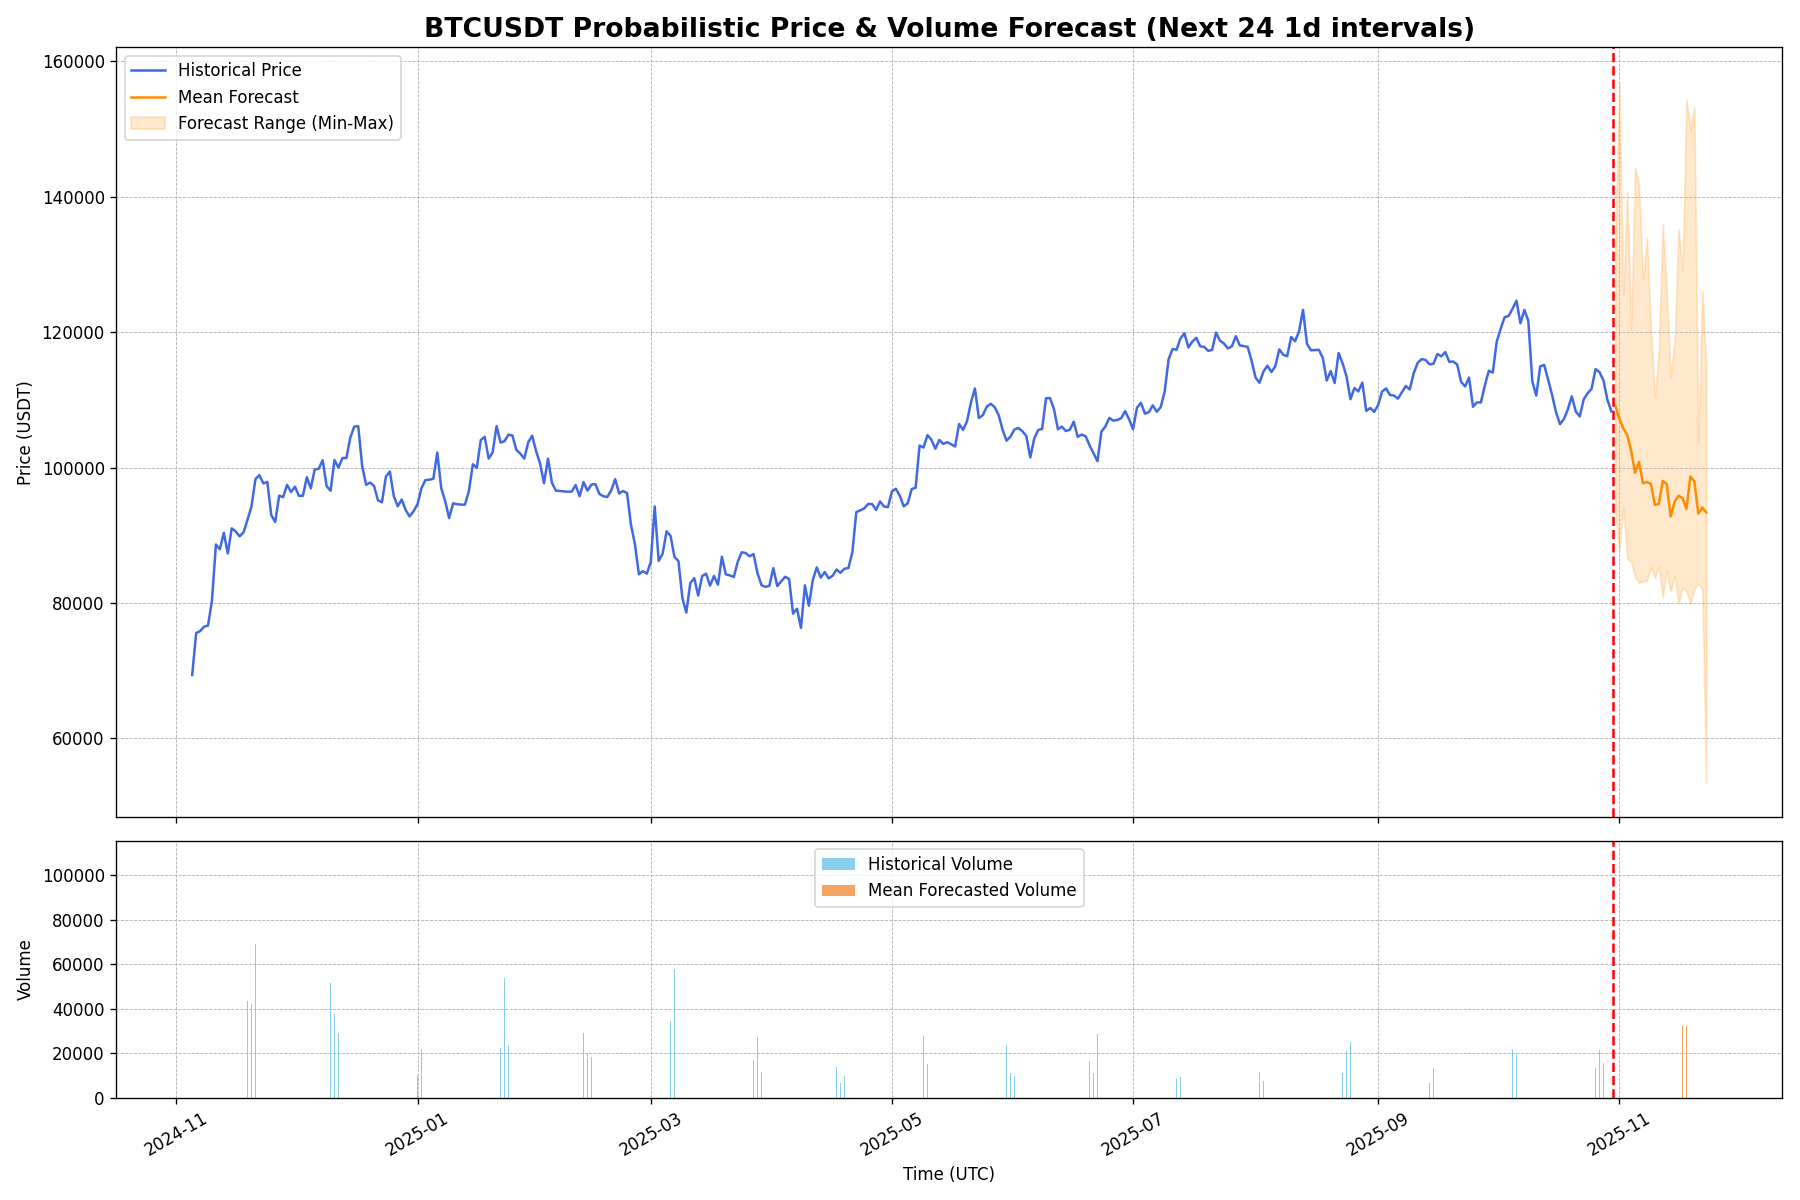 BTCUSDT Probabilistic Price & Volume Forecast (Next 24 1d intervals)
Historical Price
Mean Forecast
Forecast Range (Min-Max)
Price (USDT)
160000
140000
120000
100000
80000
60000
Historical Volume
Mean Forecasted Volume
Volume
100000
80000
60000
40000
20000
0
2024-11
2025-01
2025-03
2025-05
2025-07
2025-09
2025-11
Time (UTC)